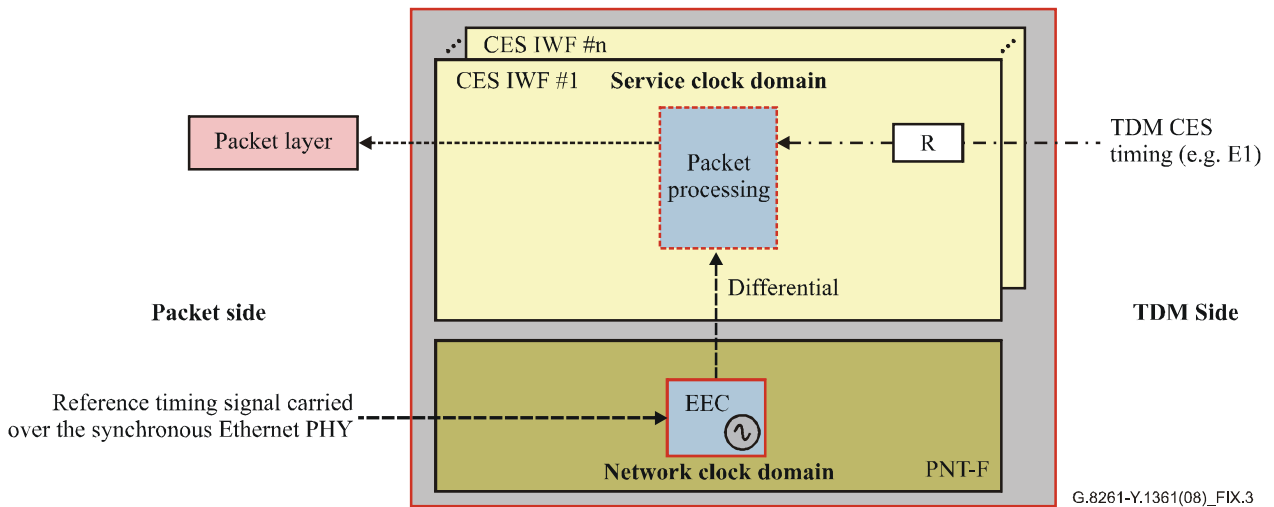 CES IWF #n
CES IWF #1
Service clock domain
Packet layer
Packet
processing
R
TDM CES
timing (e.g. E1)
Differential
Packet side
TDM Side
Reference timing signal carried
over the synchronous Ethernet PHY
EEC
Network clock domain
PNT-F
G.8261-Y.1361(08)_FIX.3